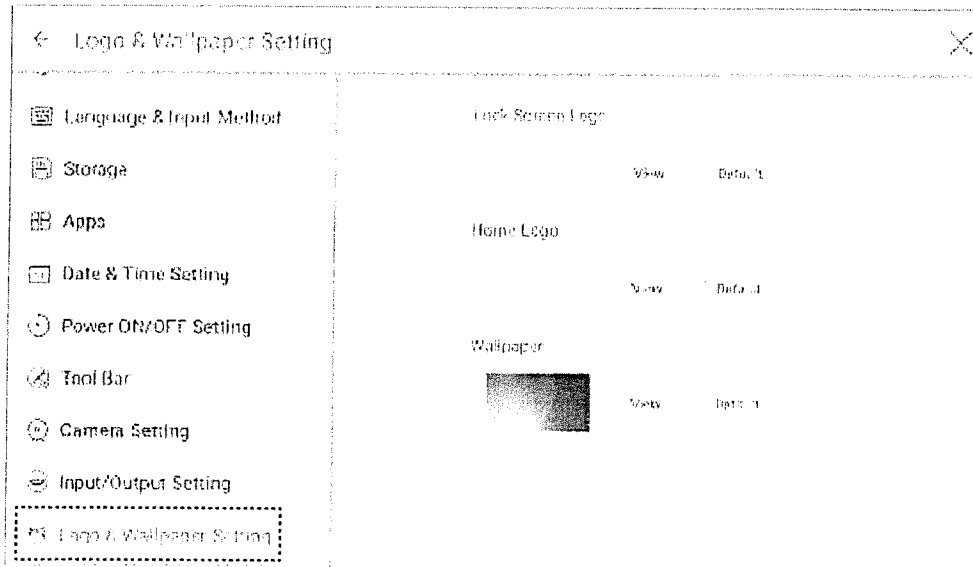 Logo & Wallpaper Setting
Language & Input Method
Storage
Apps
Date & Time Setting
Power ON/OFF Setting
Tool Bar
Camera Setting
Input/Output Setting
Logo & Wallpaper Setting
Lock Screen Logo
View Default
Home Logo
View Default
Wallpaper
View Default